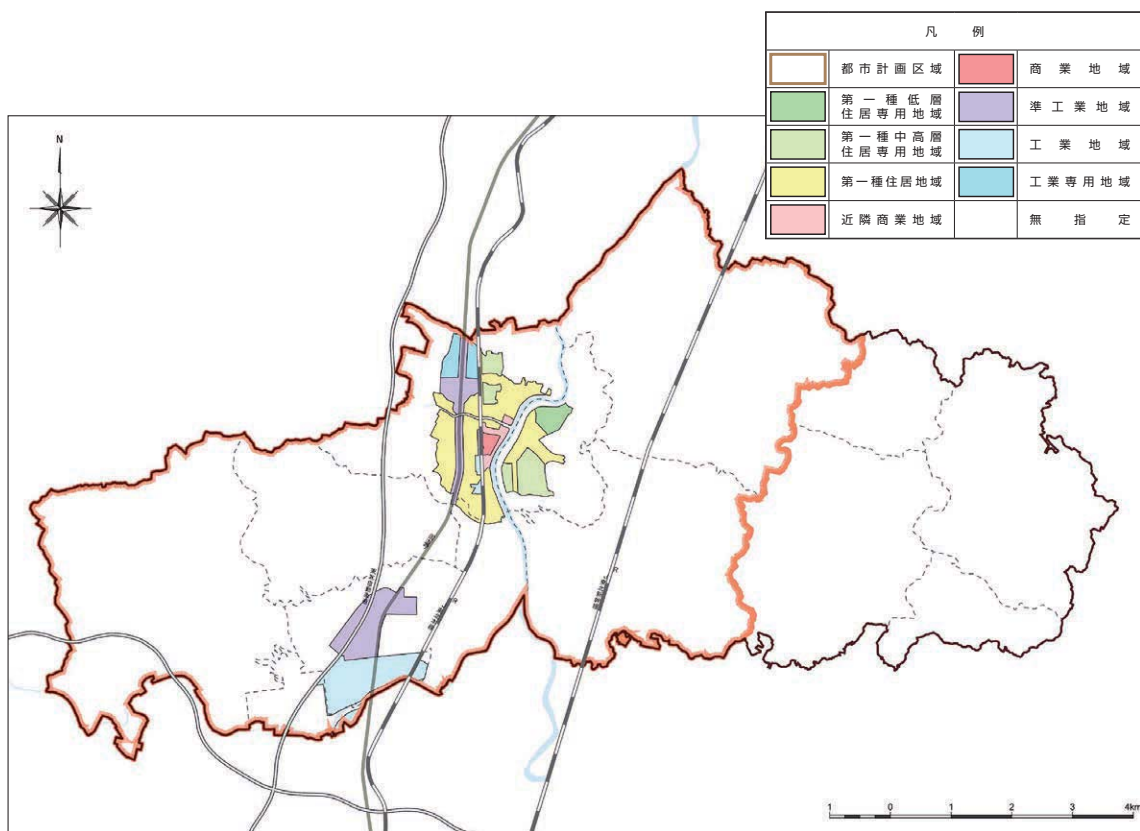 凡例
都市計画区域
商業地域
第一種低層
住居専用地域
準工業地域
第一種中高層
住居専用地域
工業地域
第一種住居地域
工業専用地域
近隣商業地域
無指定
N
1 0 1 2 3 4km